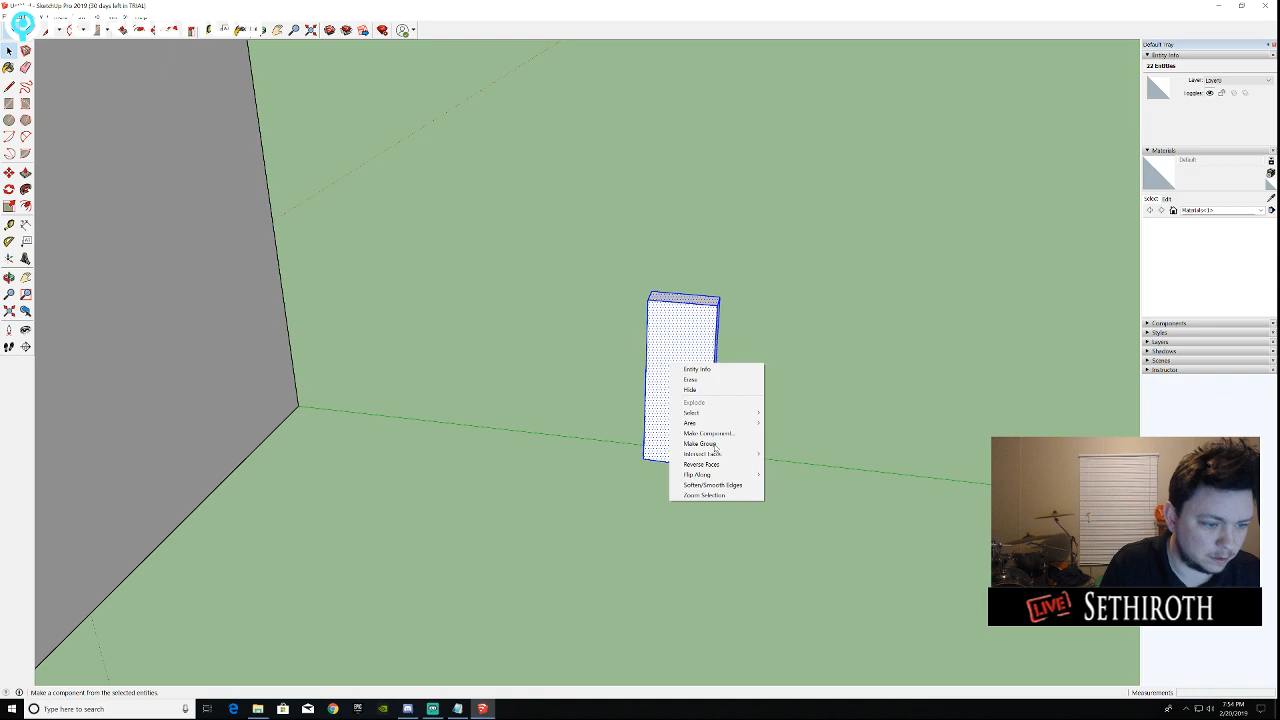 SketchUp Pro 2019 (30 days left in TRIAL)
Default Tray
Entity Info
22 Entities
Layer: Layer0
Toggles:
Materials
Default
Select Edit
Components
Styles
Layers
Shadows
Scenes
Instructor
Entity Info
Erase
Hide
Explode
Select
Area
Make Component...
Make Group
Intersect Faces
Reverse Faces
Flip Along
Soften/Smooth Edges
Zoom Selection
LIVE SETHIROTH
Make a component from the selected entities.
Measurements
Type here to search
7:54 PM
2/20/2019